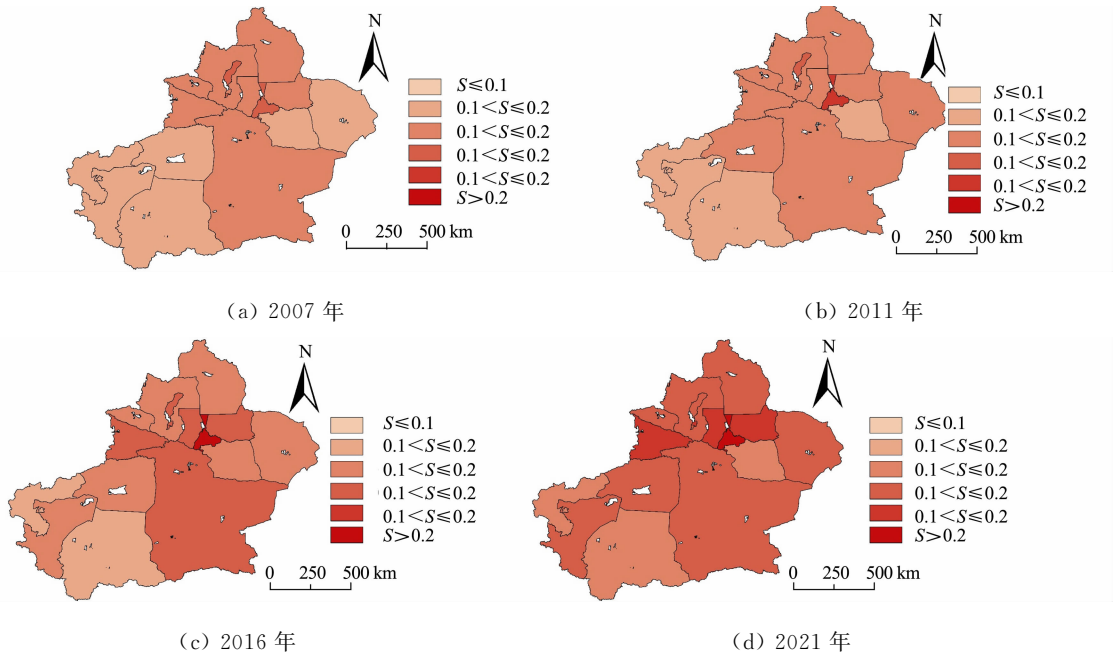 N
S≤0.1
0.1<S≤0.2
0.1<S≤0.2
0.1<S≤0.2
0.1<S≤0.2
S>0.2
0 250 500 km
(a) 2007 年
N
S≤0.1
0.1<S≤0.2
0.1<S≤0.2
0.1<S≤0.2
0.1<S≤0.2
S>0.2
0 250 500 km
(b) 2011 年
N
S≤0.1
0.1<S≤0.2
0.1<S≤0.2
0.1<S≤0.2
0.1<S≤0.2
S>0.2
0 250 500 km
(c) 2016 年
N
S≤0.1
0.1<S≤0.2
0.1<S≤0.2
0.1<S≤0.2
0.1<S≤0.2
S>0.2
0 250 500 km
(d) 2021 年